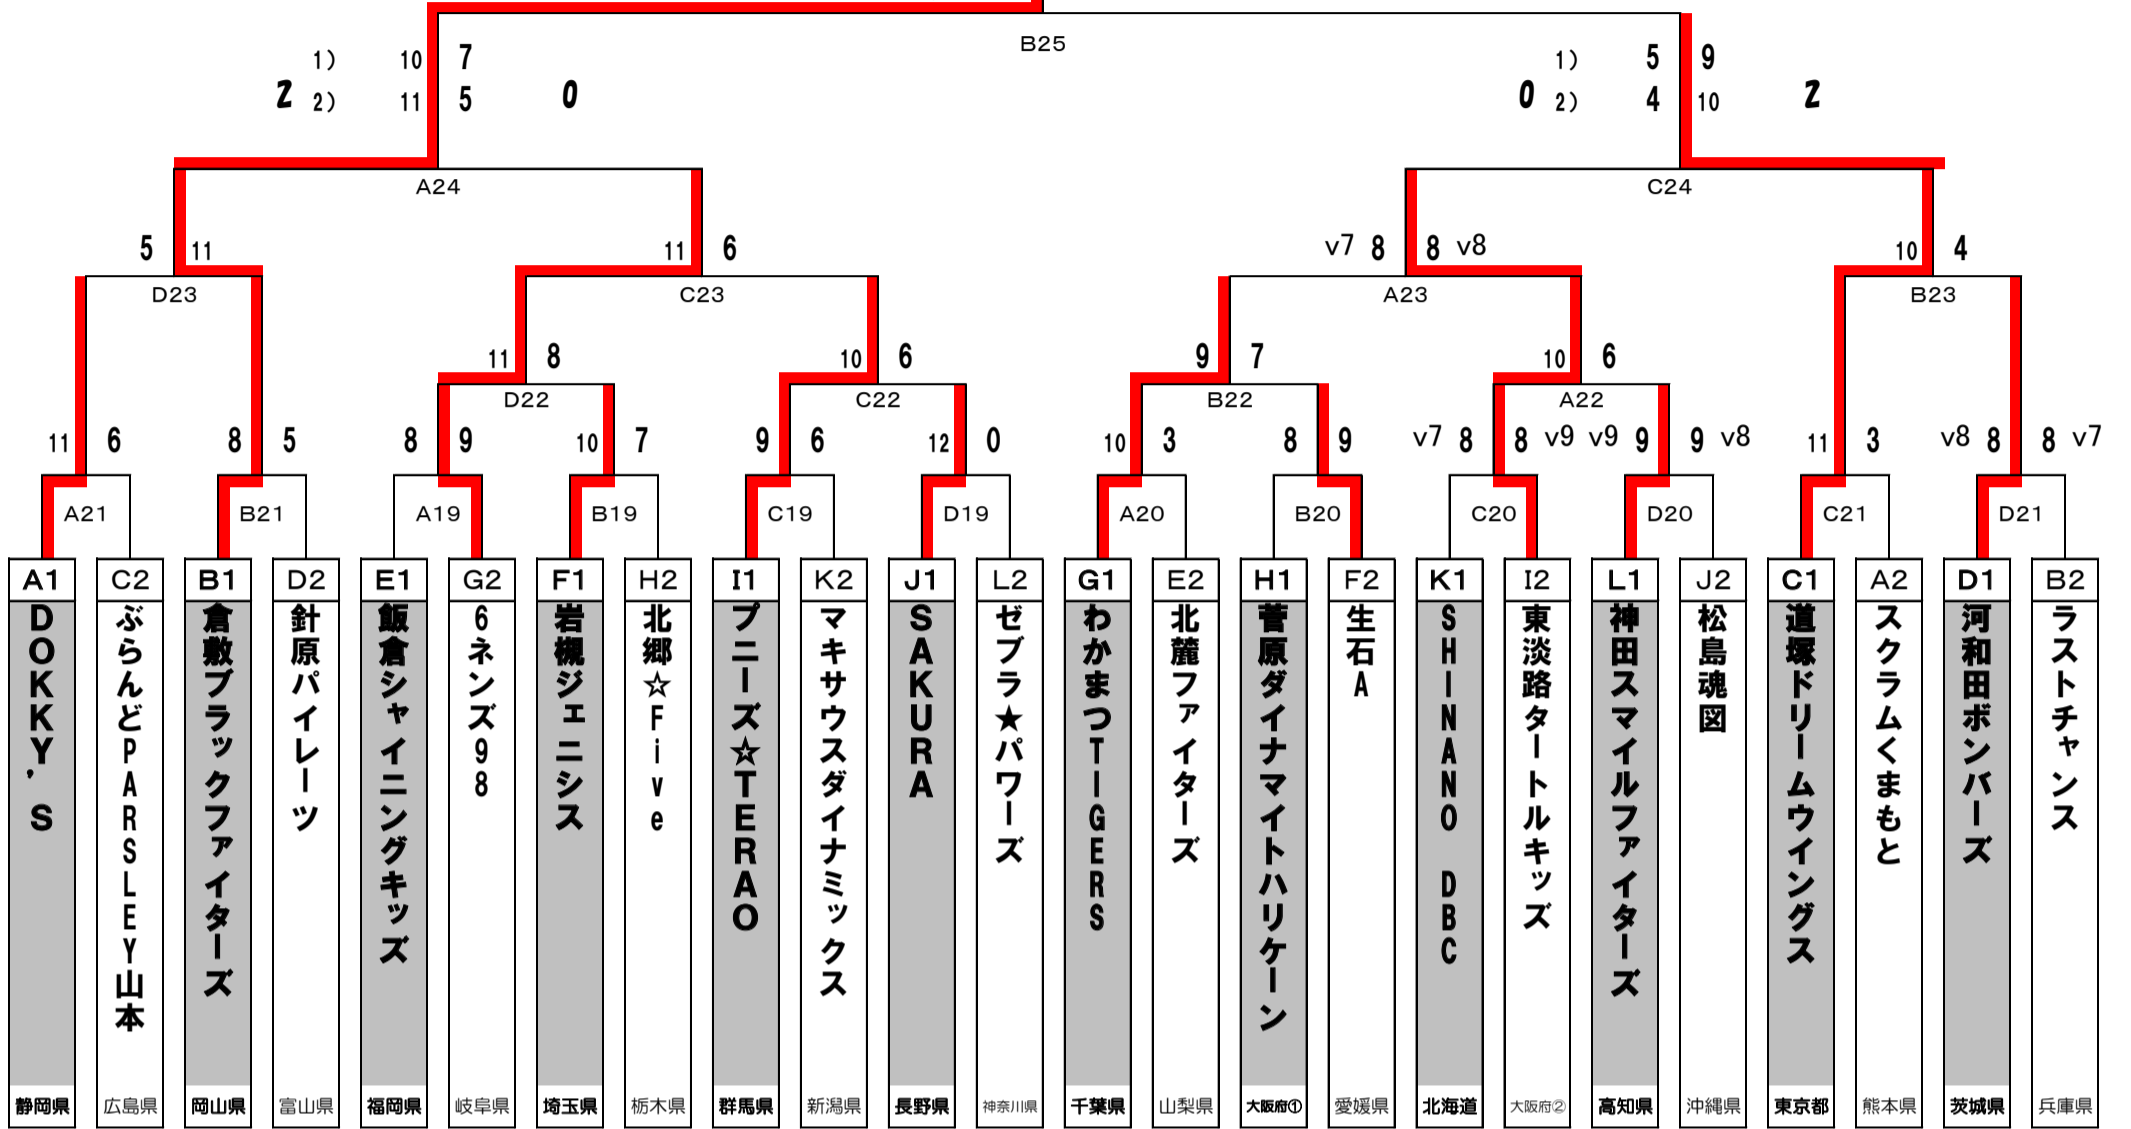 B25
1) 10 7
2 2) 11 5 0
1) 5 9
0 2) 4 10 2
A24
C24
5 11
11 6
v7 8 8 v8
10 4
D23
C23
A23
B23
11 8
10 6
9 7
10 6
D22
C22
B22
A22
11 6
8 5
8 9
10 7
9 6
12 0
10 3
8 9
v7 8 8 v9
v9 9 9 v8
11 3
v8 8 8 v7
A21
B21
A19
B19
C19
D19
A20
B20
C20
D20
C21
D21
A1
DOKKY'S
静岡県
C2
ぶらんどPARSLEY山本
広島県
B1
倉敷ブラックファイターズ
岡山県
D2
針原パイレーツ
富山県
E1
飯倉シャイニングキッズ
福岡県
G2
6ネンズ98
岐阜県
F1
岩槻ジェニシス
埼玉県
H2
北郷☆Five
栃木県
I1
プニーズ☆TERAO
群馬県
K2
マキサウスダイナミックス
新潟県
J1
SAKURA
長野県
L2
ゼブラ★パワーズ
神奈川県
G1
わかまつTIGERS
千葉県
E2
北麓ファイターズ
山梨県
H1
菅原ダイナマイトハリケーン
大阪府①
F2
生石A
愛媛県
K1
SHINANO DBC
北海道
I2
東淡路タートルキッズ
大阪府②
L1
神田スマイルファイターズ
高知県
J2
松島魂図
沖縄県
C1
道塚ドリームウイングス
東京都
A2
スクラムくまもと
熊本県
D1
河和田ボンバーズ
茨城県
B2
ラストチャンス
兵庫県